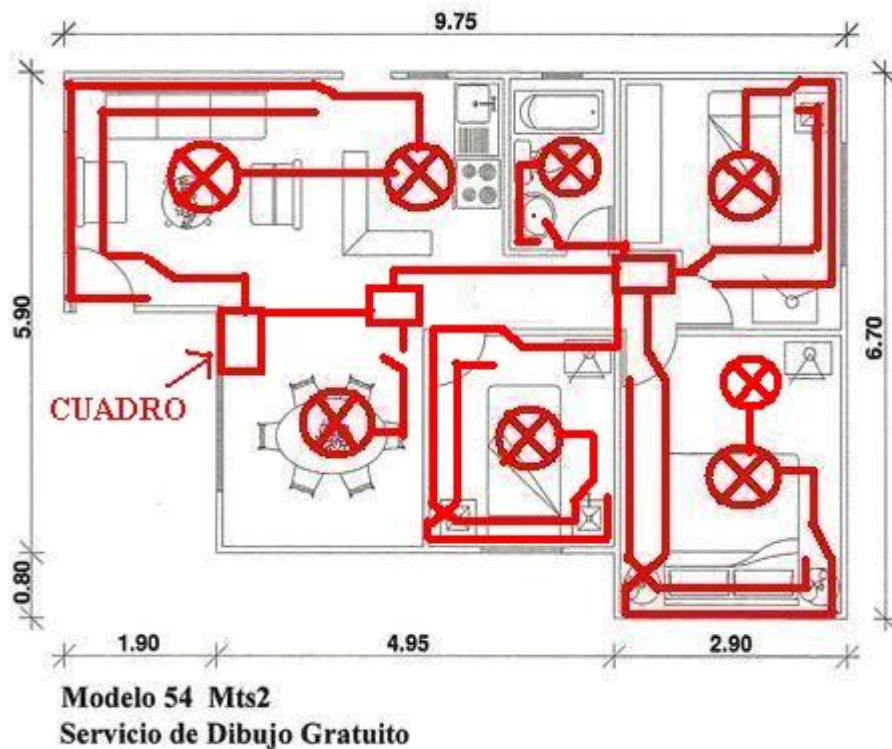 9.75
5.90
6.70
CUADRO
0.80
1.90
4.95
2.90
Modelo 54 Mts2
Servicio de Dibujo Gratuito